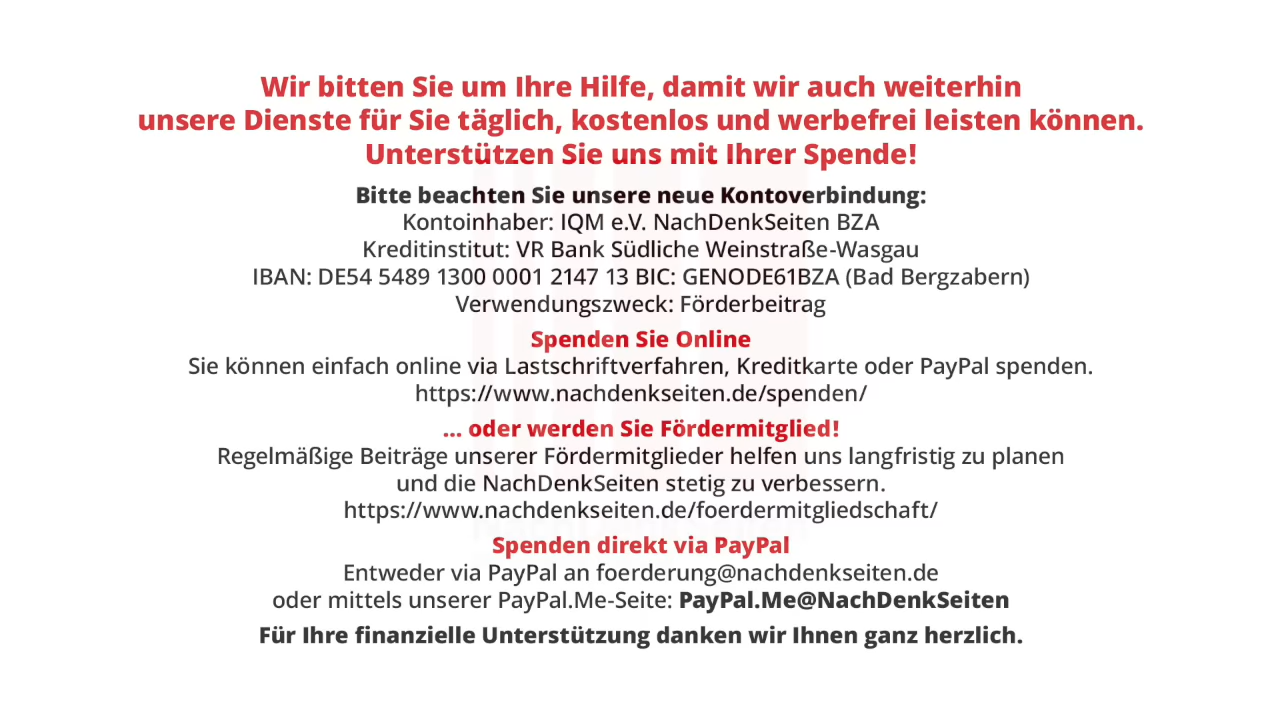 Wir bitten Sie um Ihre Hilfe, damit wir auch weiterhin
unsere Dienste für Sie täglich, kostenlos und werbefrei leisten können.
Unterstützen Sie uns mit Ihrer Spende!
Bitte beachten Sie unsere neue Kontoverbindung:
Kontoinhaber: IQM e.V. NachDenkSeiten BZA
Kreditinstitut: VR Bank Südliche Weinstraße-Wasgau
IBAN: DE54 5489 1300 0001 2147 13 BIC: GENODE61BZA (Bad Bergzabern)
Verwendungszweck: Förderbeitrag
Spenden Sie Online
Sie können einfach online via Lastschriftverfahren, Kreditkarte oder PayPal spenden.
https://www.nachdenkseiten.de/spenden/
... oder werden Sie Fördermitglied!
Regelmäßige Beiträge unserer Fördermitglieder helfen uns langfristig zu planen
und die NachDenkSeiten stetig zu verbessern.
https://www.nachdenkseiten.de/foerdermitgliedschaft/
Spenden direkt via PayPal
Entweder via PayPal an foerderung@nachdenkseiten.de
oder mittels unserer PayPal.Me-Seite: PayPal.Me@NachDenkSeiten
Für Ihre finanzielle Unterstützung danken wir Ihnen ganz herzlich.